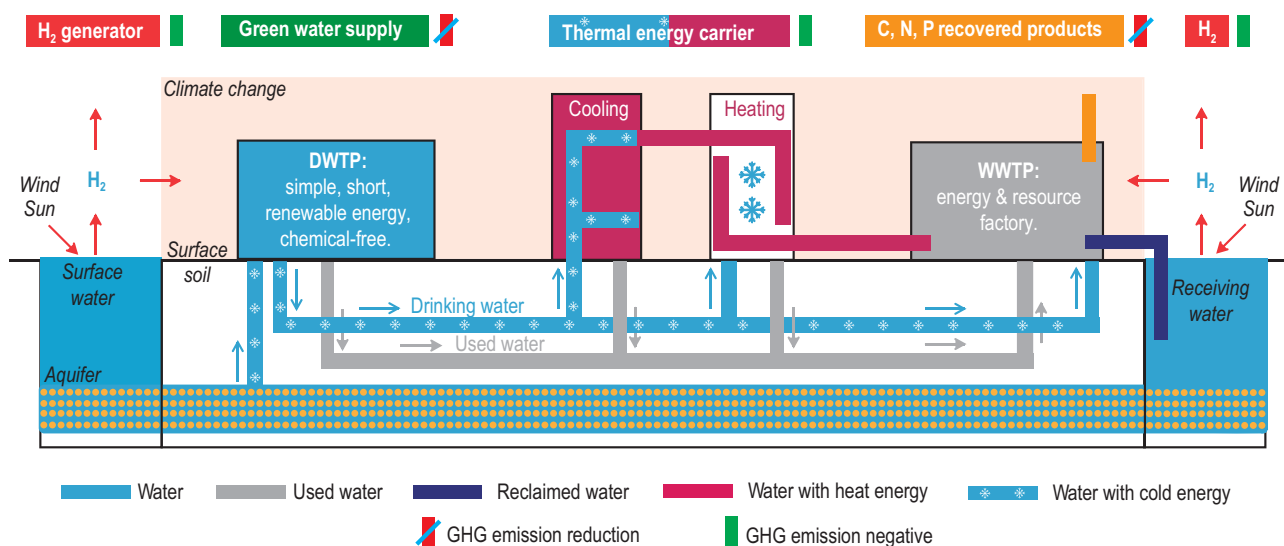 H₂ generator
Green water supply
Thermal energy carrier
C, N, P recovered products
H₂
Climate change
Cooling
Heating
DWTP:
simple, short,
renewable energy,
chemical-free.
WWTP:
energy & resource
factory.
H₂
H₂
Wind
Sun
Wind
Sun
Surface
soil
Surface
water
Receiving
water
Drinking water
Used water
Aquifer
Water
Used water
Reclaimed water
Water with heat energy
Water with cold energy
GHG emission reduction
GHG emission negative